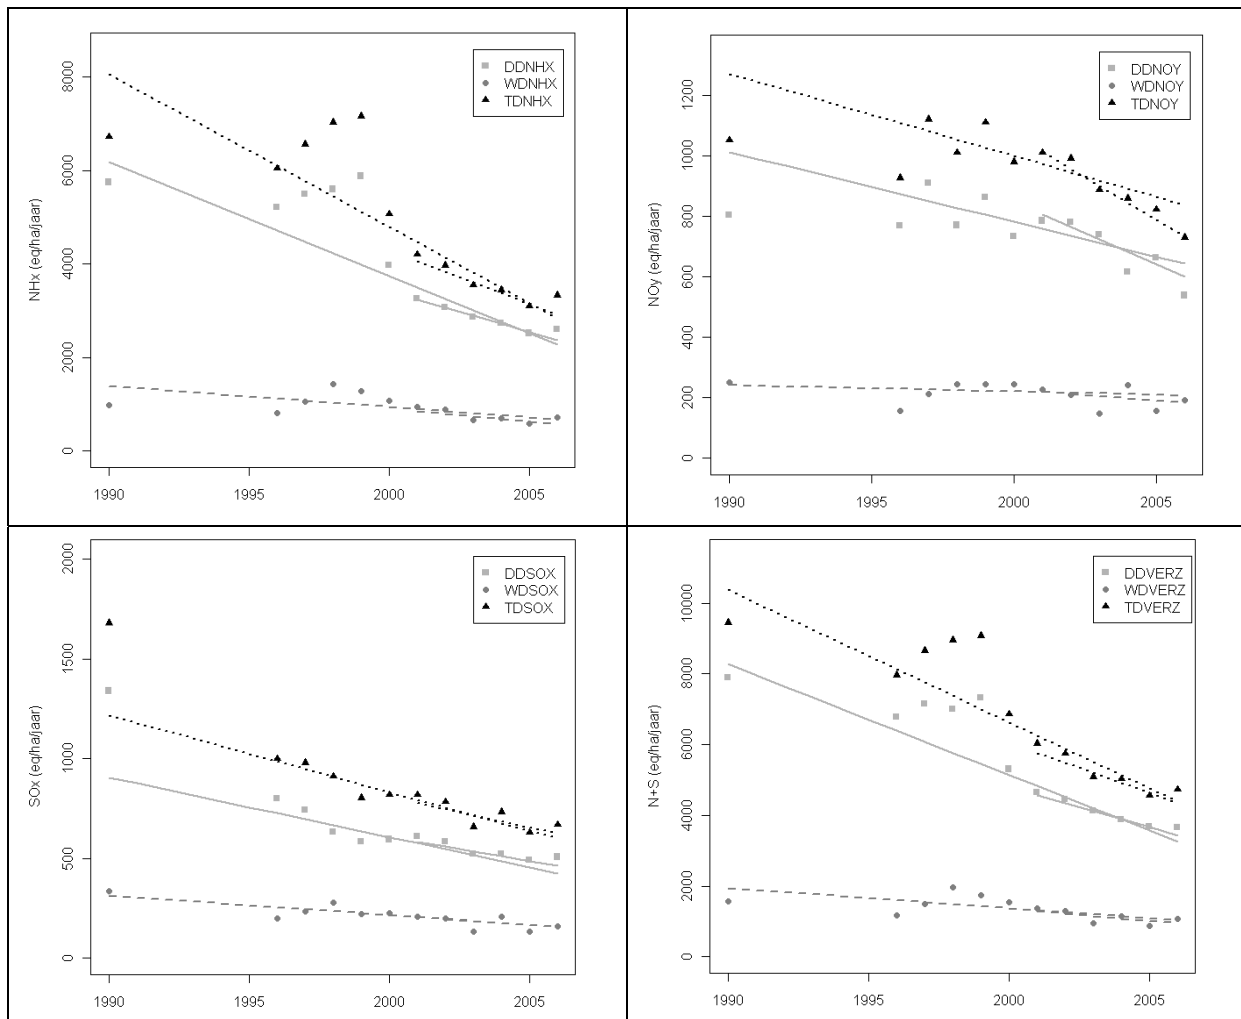 NHx (eq/ha/jaar)
8000
6000
4000
2000
0
DDNHX
WDNHX
TDNHX
1990 1995 2000 2005
NOy (eq/ha/jaar)
1200
1000
800
600
400
200
0
DDNOY
WDNOY
TDNOY
1990 1995 2000 2005
SOx (eq/ha/jaar)
2000
1500
1000
500
0
DDSOX
WDSOX
TDSOX
1990 1995 2000 2005
N+S (eq/ha/jaar)
10000
8000
6000
4000
2000
0
DDVERZ
WDVERZ
TDVERZ
1990 1995 2000 2005